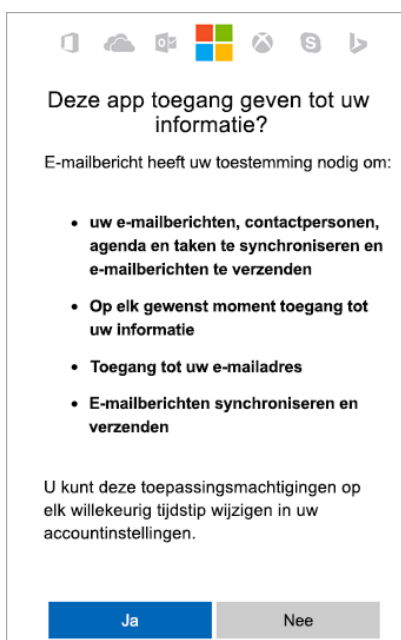 Deze app toegang geven tot uw
informatie?
E-mailbericht heeft uw toestemming nodig om:
• uw e-mailberichten, contactpersonen,
agenda en taken te synchroniseren en
e-mailberichten te verzenden
• Op elk gewenst moment toegang tot
uw informatie
• Toegang tot uw e-mailadres
• E-mailberichten synchroniseren en
verzenden
U kunt deze toepassingsmachtigingen op
elk willekeurig tijdstip wijzigen in uw
accountinstellingen.
Ja Nee